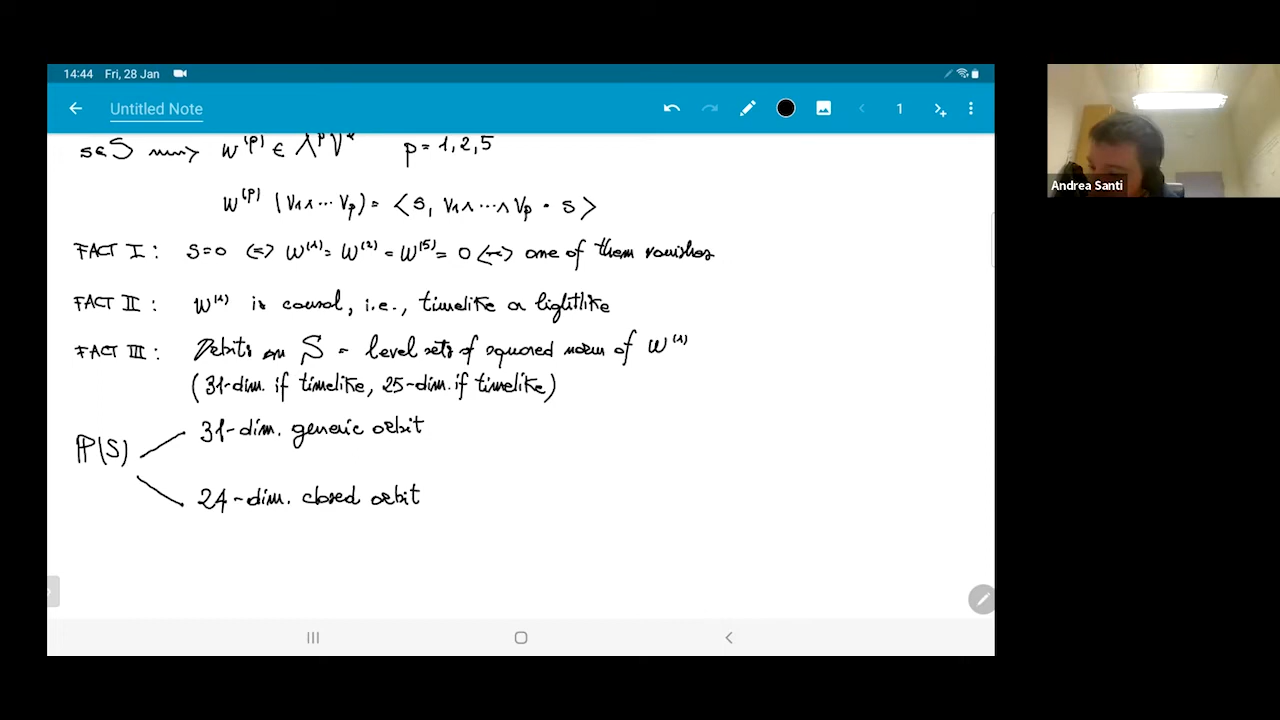 14:44 Fri, 28 Jan
Untitled Note
1
s∈S ⟿ ω^(p) ∈ Λ^p V* p = 1,2,5
ω^(p) (v₁∧⋯v_p) = ⟨s, v₁∧⋯∧v_p · s⟩
FACT I : s=0 ⟺ ω^(1) = ω^(2) = ω^(5) = 0 ⟺ one of them vanishes
FACT II : ω^(1) is causal, i.e., timelike or lightlike
FACT III : Orbits on S = level sets of squared norm of ω^(1)
(31-dim. if timelike, 25-dim. if timelike)
31-dim. generic orbit
ℙ(S)
24-dim. closed orbit
Andrea Santi